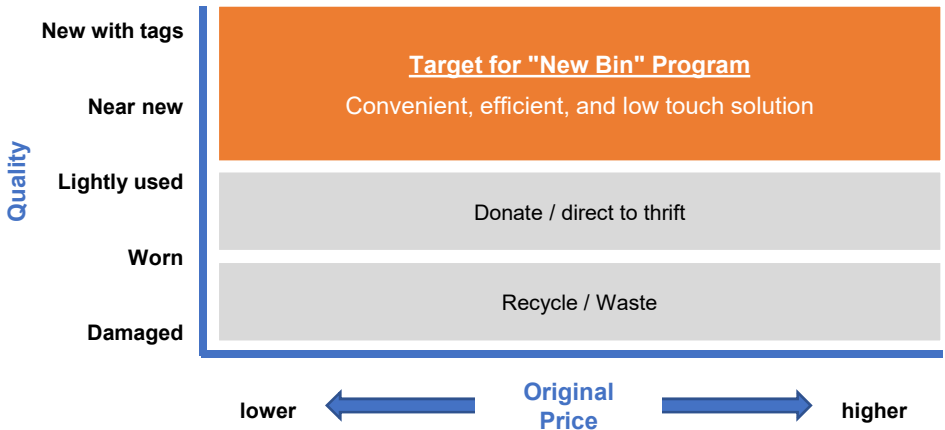 New with tags
Target for "New Bin" Program
Near new
Convenient, efficient, and low touch solution
Quality
Lightly used
Donate / direct to thrift
Worn
Recycle / Waste
Damaged
lower
Original
Price
higher